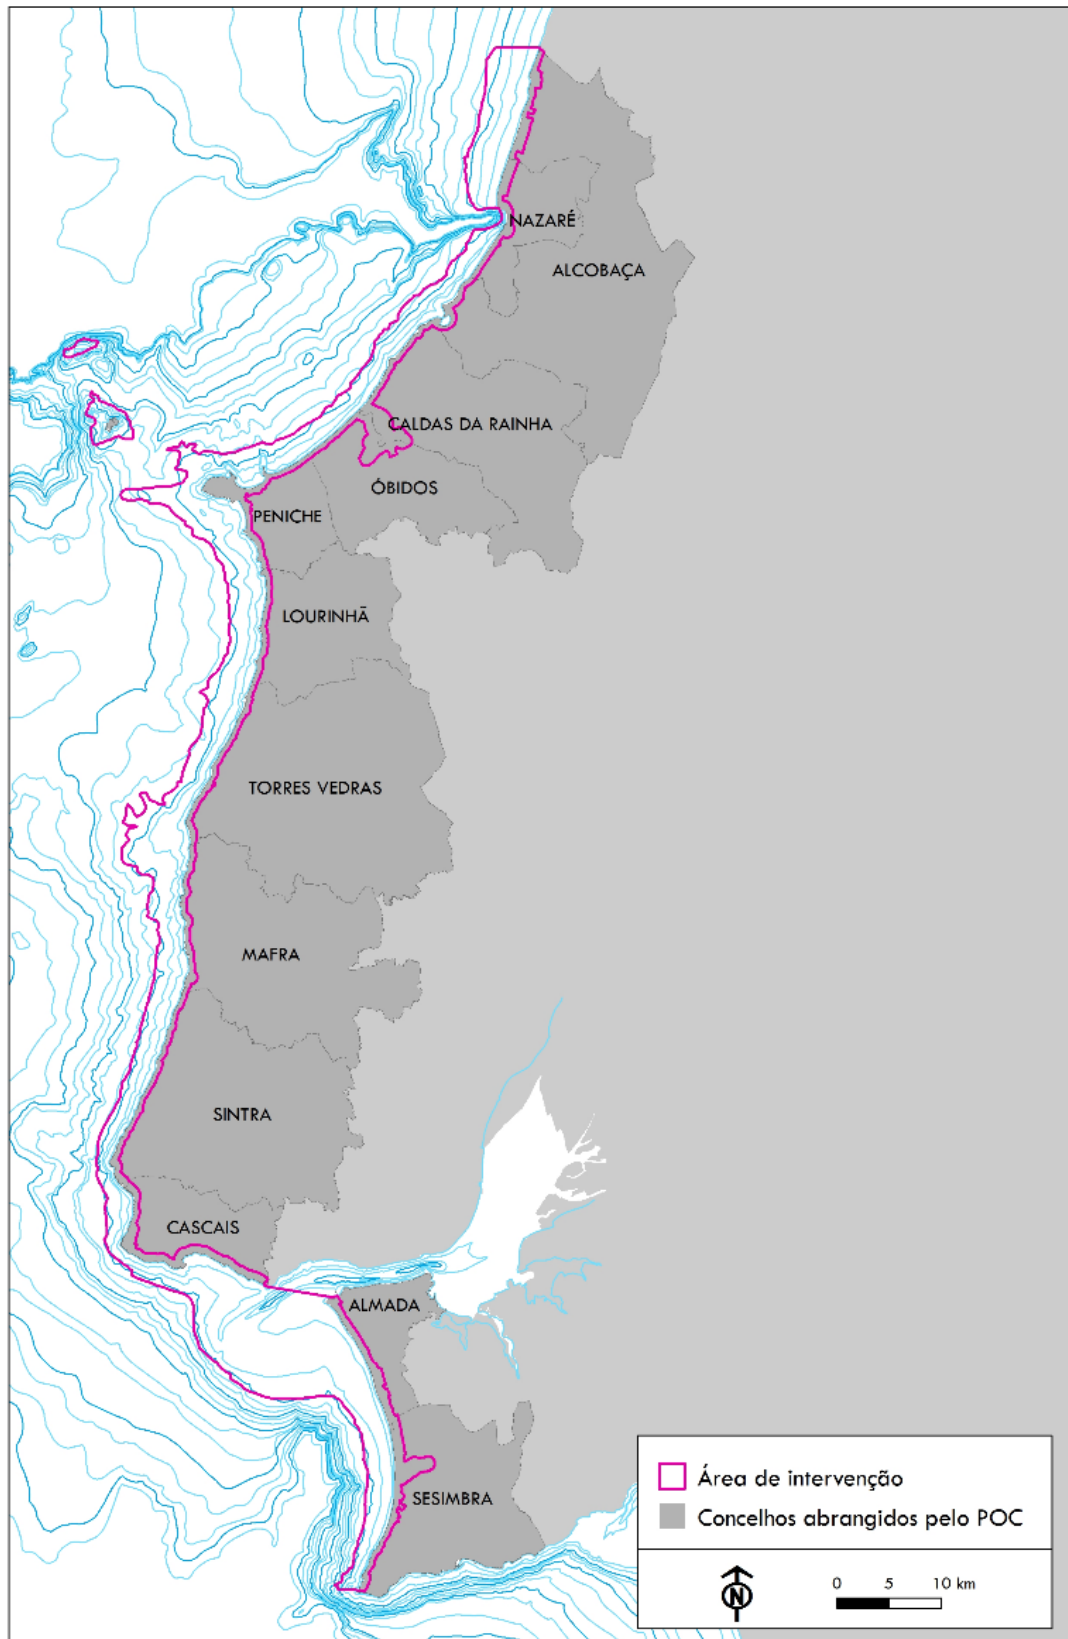 NAZARÉ
ALCOBAÇA
CALDAS DA RAINHA
ÓBIDOS
PENICHE
LOURINHÃ
TORRES VEDRAS
MAFRA
SINTRA
CASCAIS
ALMADA
SESIMBRA
Área de intervenção
Concelhos abrangidos pelo POC
N
0 5 10 km